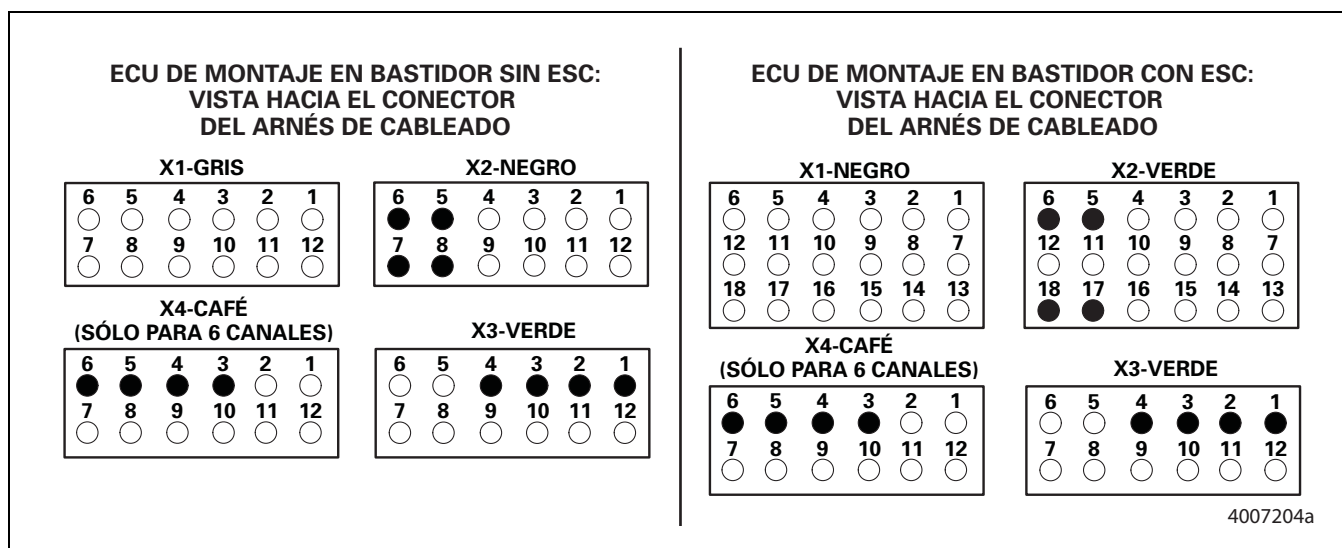 ECU DE MONTAJE EN BASTIDOR SIN ESC:
VISTA HACIA EL CONECTOR
DEL ARNÉS DE CABLEADO
X1-GRIS
6 5 4 3 2 1
7 8 9 10 11 12
X2-NEGRO
6 5 4 3 2 1
7 8 9 10 11 12
X4-CAFÉ
(SÓLO PARA 6 CANALES)
6 5 4 3 2 1
7 8 9 10 11 12
X3-VERDE
6 5 4 3 2 1
7 8 9 10 11 12
ECU DE MONTAJE EN BASTIDOR CON ESC:
VISTA HACIA EL CONECTOR
DEL ARNÉS DE CABLEADO
X1-NEGRO
6 5 4 3 2 1
12 11 10 9 8 7
18 17 16 15 14 13
X2-VERDE
6 5 4 3 2 1
12 11 10 9 8 7
18 17 16 15 14 13
X4-CAFÉ
(SÓLO PARA 6 CANALES)
6 5 4 3 2 1
7 8 9 10 11 12
X3-VERDE
6 5 4 3 2 1
7 8 9 10 11 12
4007204a